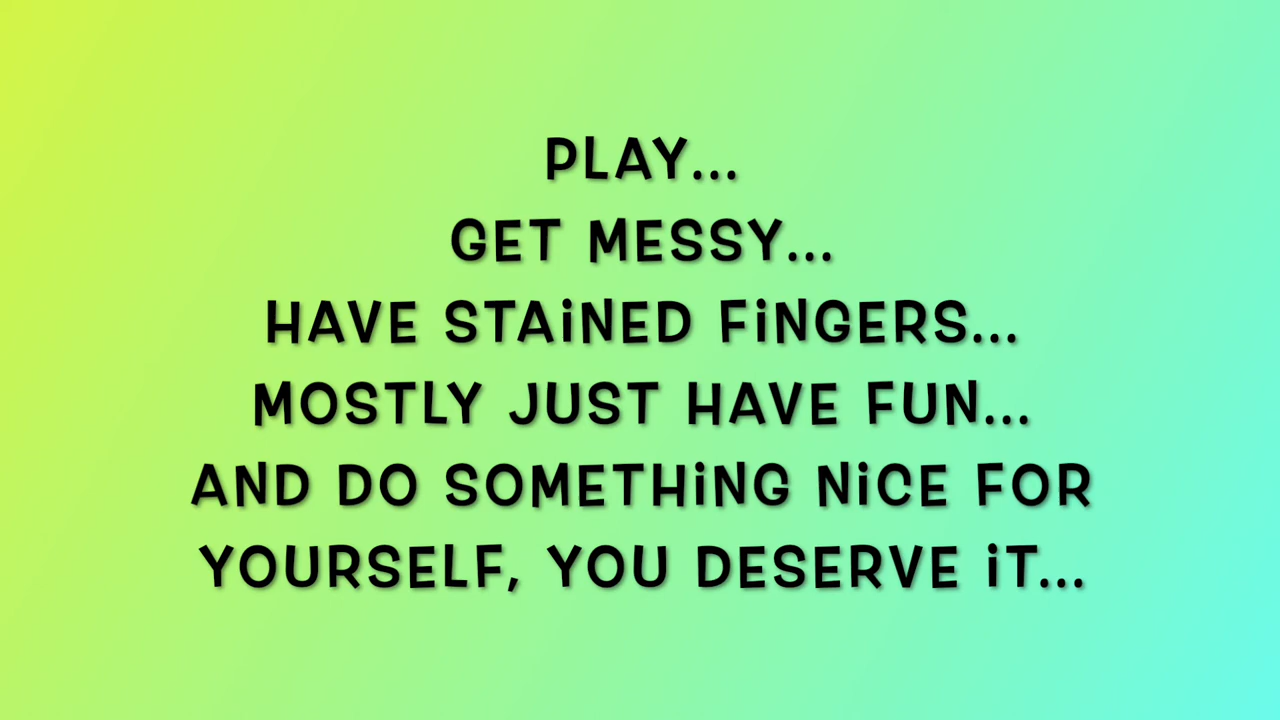 PLAY...
GET MESSY...
HAVE STAiNED FiNGERS...
MOSTLY JUST HAVE FUN...
AND DO SOMETHiNG NiCE FOR
YOURSELF, YOU DESERVE iT...